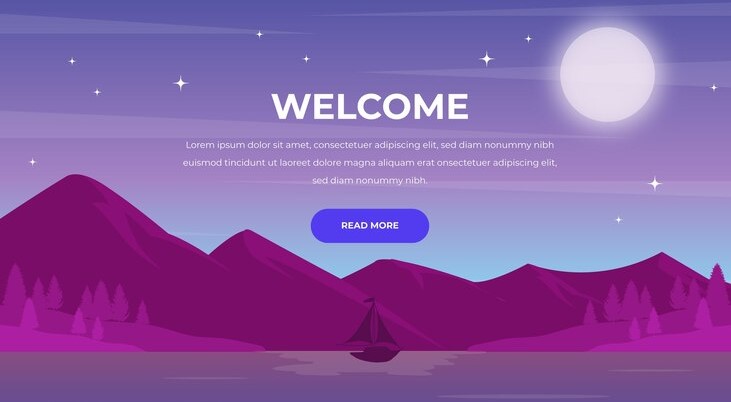 WELCOME
Lorem ipsum dolor sit amet, consectetuer adipiscing elit, sed diam nonummy nibh
euismod tincidunt ut laoreet dolore magna aliquam erat onsectetuer adipiscing elit,
sed diam nonummy nibh.
READ MORE